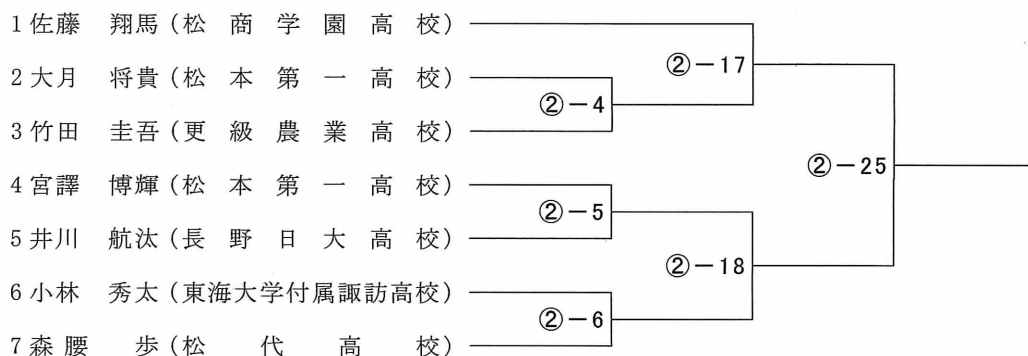 1 佐藤 翔馬 (松商学園高校)
②－17
2 大月 将貴 (松本第一高校)
②－4
3 竹田 圭吾 (更級農業高校)
②－25
4 宮譯 博輝 (松本第一高校)
②－5
5 井川 航汰 (長野日大高校)
②－18
6 小林 秀太 (東海大学付属諏訪高校)
②－6
7 森腰 歩 (松代高校)